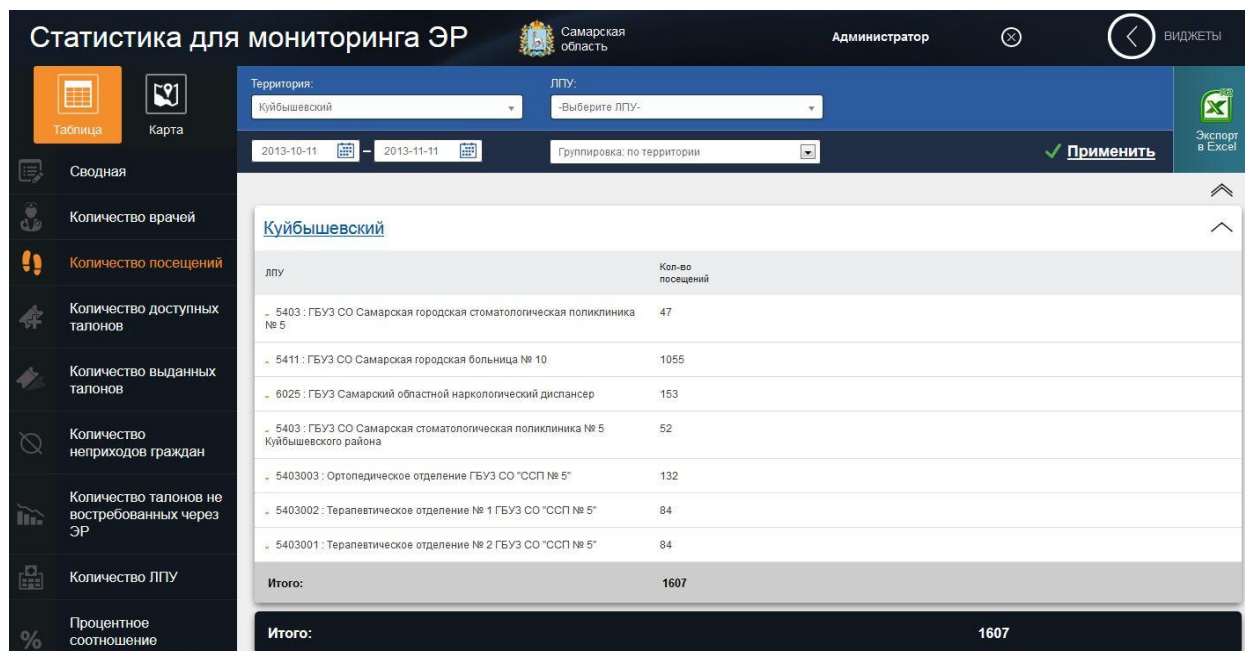 Статистика для мониторинга ЭР
Самарская
область
Администратор
ВИДЖЕТЫ
Таблица
Карта
Территория:
Куйбышевский
ЛПУ:
-Выберите ЛПУ-
2013-10-11 – 2013-11-11
Группировка: по территории
Применить
Экспорт
в Excel
Сводная
Количество врачей
Количество посещений
Количество доступных
талонов
Количество выданных
талонов
Количество
неприходов граждан
Количество талонов не
востребованных через
ЭР
Количество ЛПУ
%
Процентное
соотношение
Куйбышевский
ЛПУ
Кол-во
посещений
5403 : ГБУЗ СО Самарская городская стоматологическая поликлиника 47
№ 5
5411 : ГБУЗ СО Самарская городская больница № 10 1055
6025 : ГБУЗ Самарский областной наркологический диспансер 153
5403 : ГБУЗ СО Самарская стоматологическая поликлиника № 5 52
Куйбышевского района
5403003 : Ортопедическое отделение ГБУЗ СО "ССП № 5" 132
5403002 : Терапевтическое отделение № 1 ГБУЗ СО "ССП № 5" 84
5403001 : Терапевтическое отделение № 2 ГБУЗ СО "ССП № 5" 84
Итого: 1607
Итого: 1607